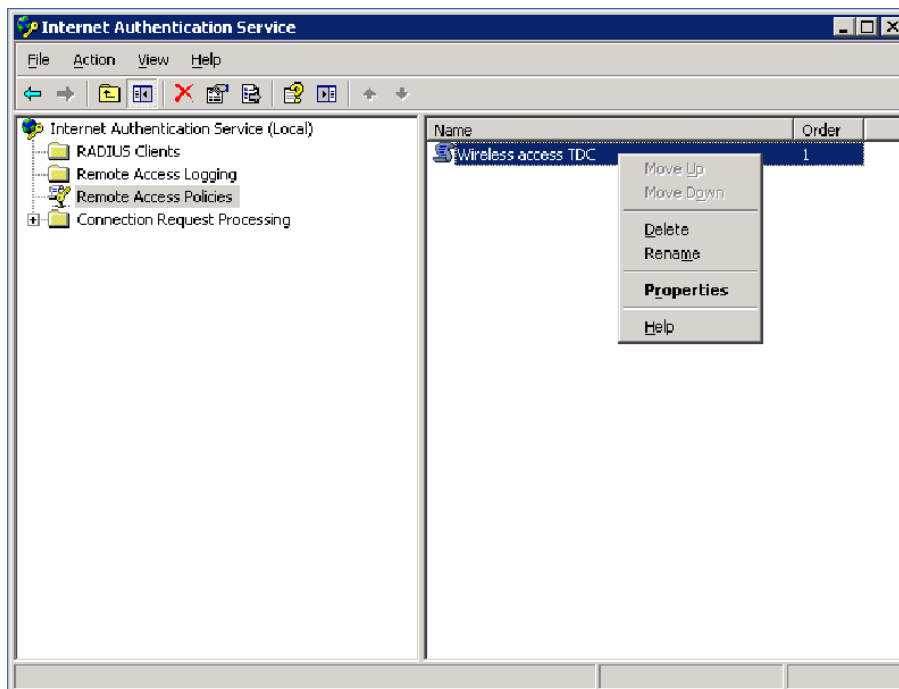 Internet Authentication Service
File Action View Help
Internet Authentication Service (Local)
RADIUS Clients
Remote Access Logging
Remote Access Policies
Connection Request Processing
Name Order
Wireless access TDC 1
Move Up
Move Down
Delete
Rename
Properties
Help